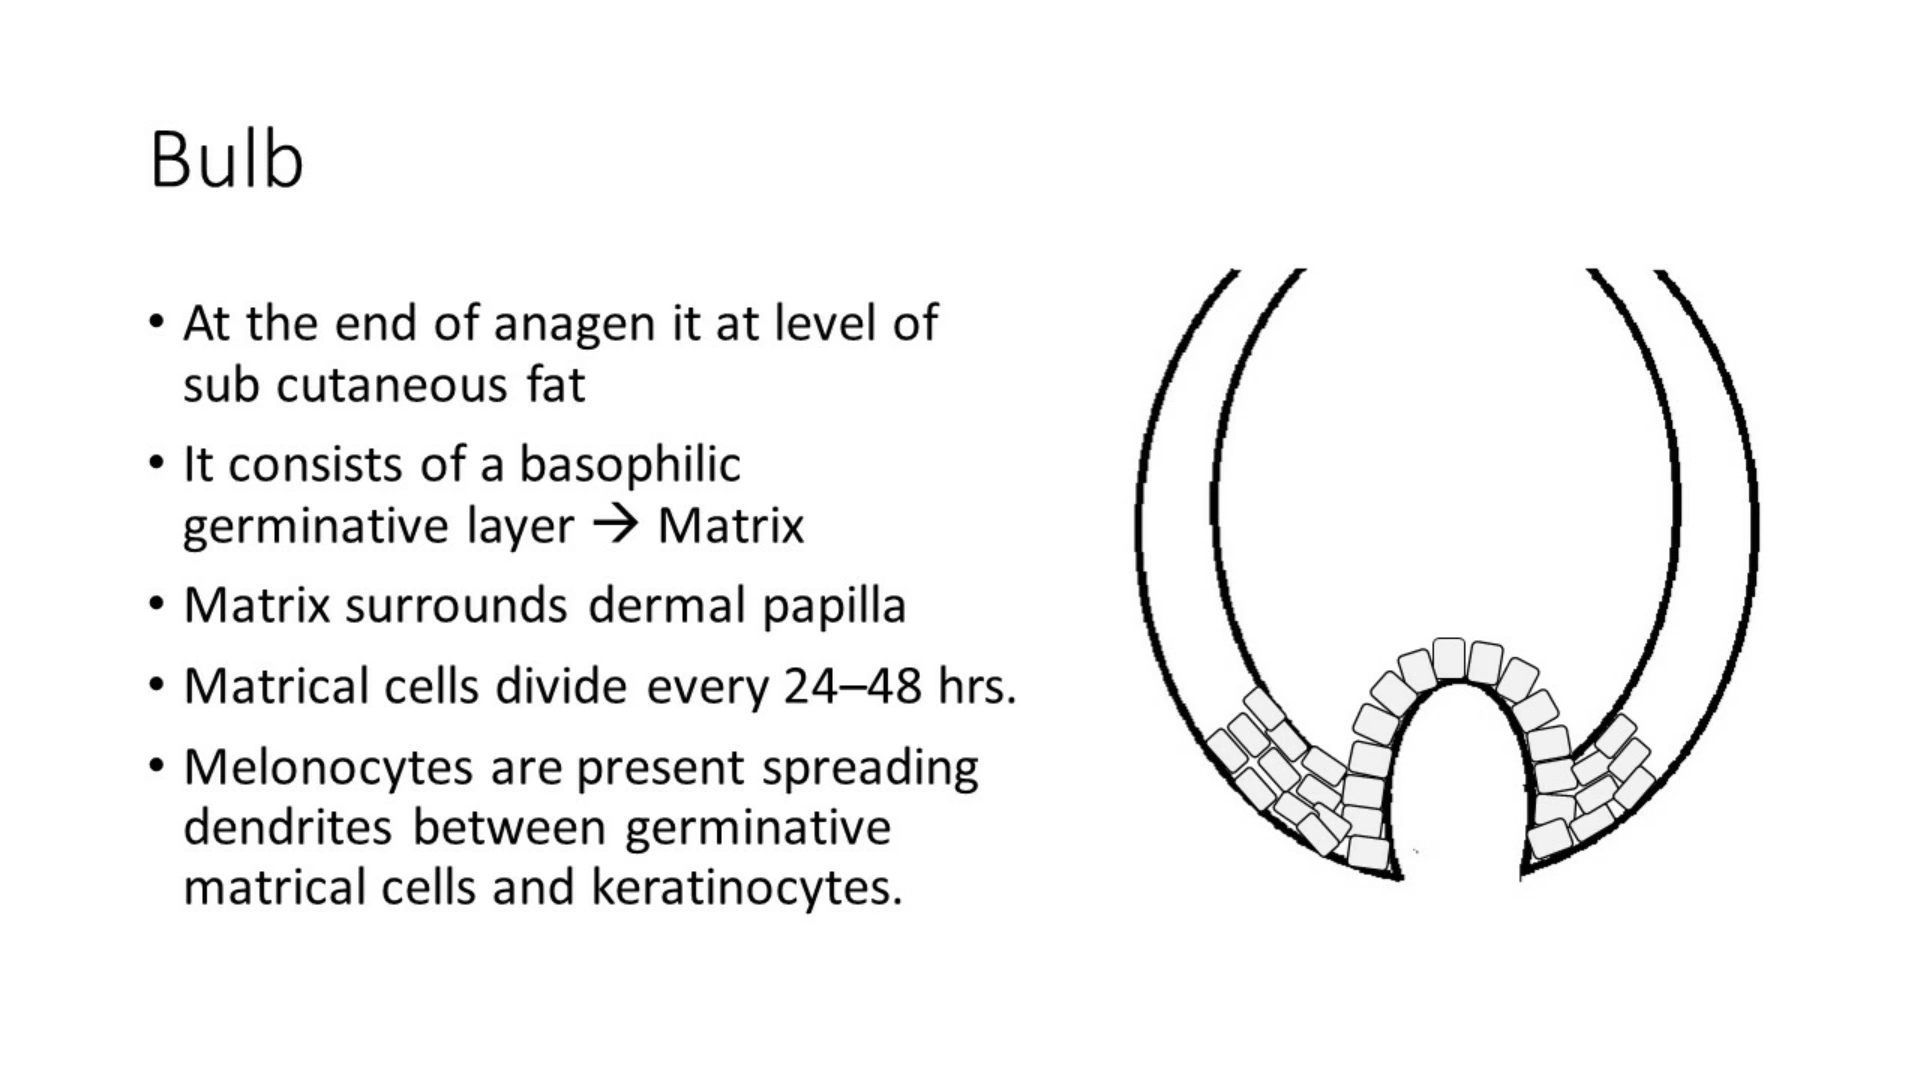 Bulb
• At the end of anagen it at level of
sub cutaneous fat
• It consists of a basophilic
germinative layer → Matrix
• Matrix surrounds dermal papilla
• Matrical cells divide every 24–48 hrs.
• Melonocytes are present spreading
dendrites between germinative
matrical cells and keratinocytes.